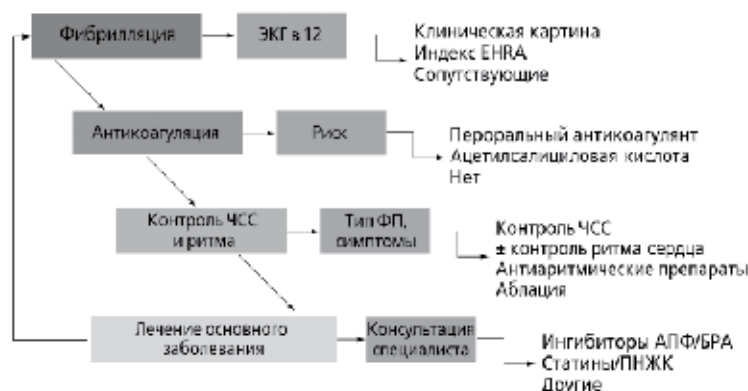 Фибрилляция
ЭКГ в 12
Клиническая картина
Индекс EHRA
Сопутствующие
Антикоагуляция
Риск
Пероральный антикоагулянт
Ацетилсалициловая кислота
Нет
Контроль ЧСС
и ритма
Тип ФП,
симптомы
Контроль ЧСС
± контроль ритма сердца
Антиаритмические препараты
Аблация
Лечение основного
заболевания
Консультация
специалиста
Ингибиторы АПФ/БРА
Статины/ПНЖК
Другие